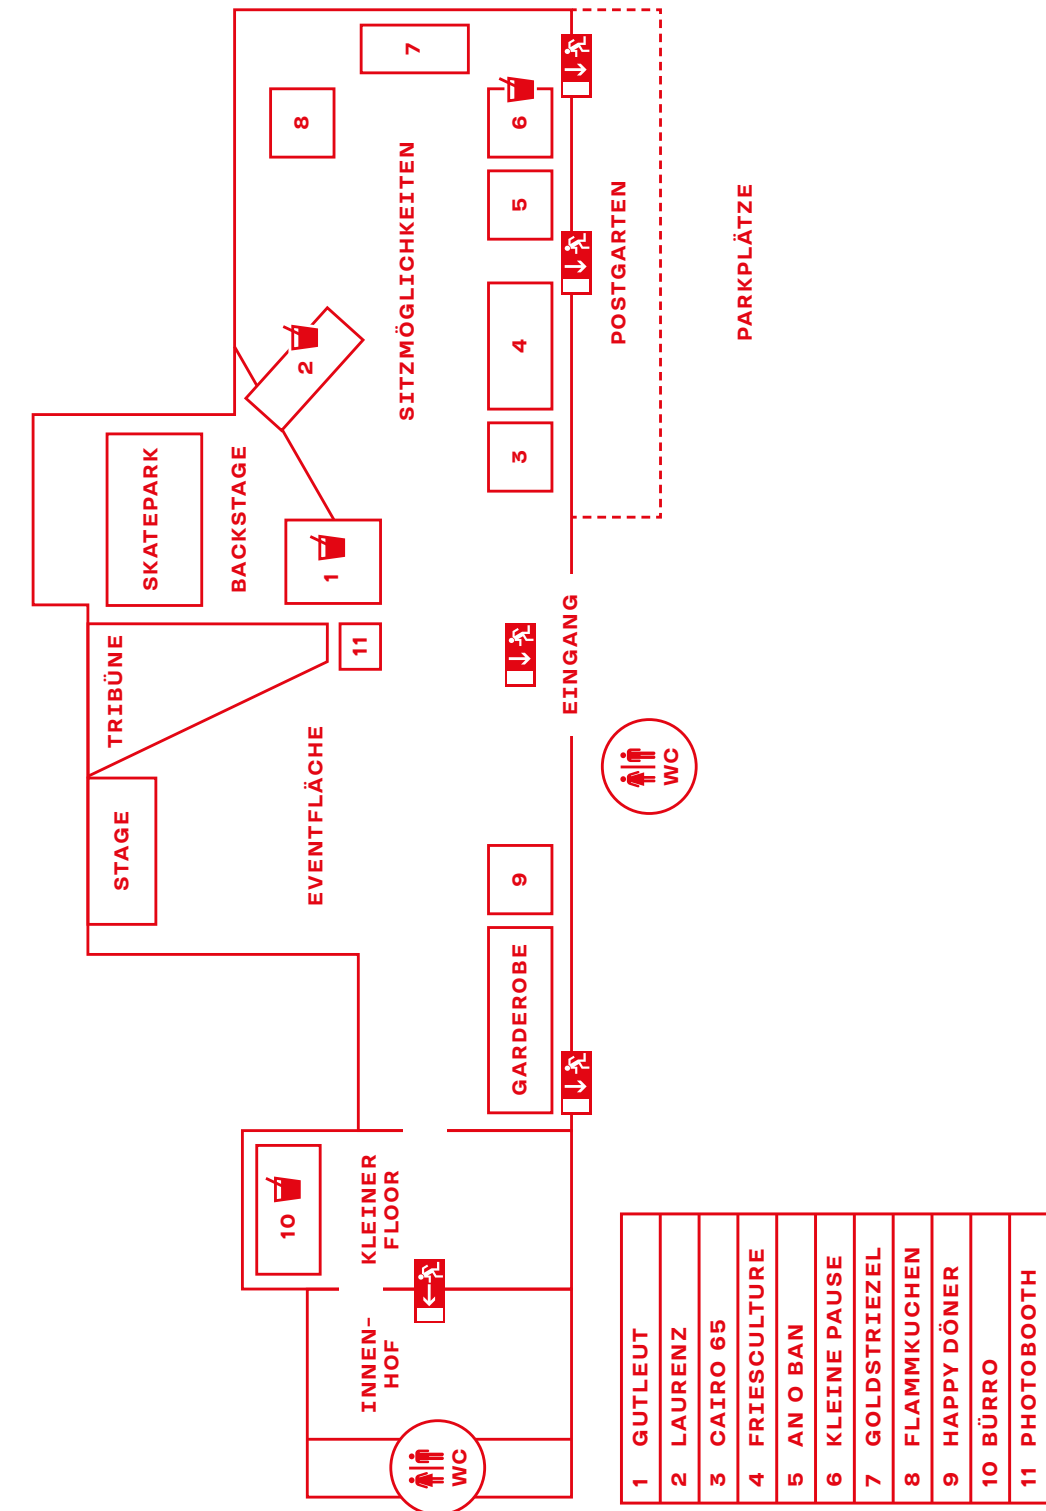 7
8
6
5
SITZMÖGLICHKEITEN
POSTGARTEN
PARKPLÄTZE
2
4
3
SKATEPARK
BACKSTAGE
1
EINGANG
11
TRIBÜNE
WC
EVENTFLÄCHE
STAGE
9
GARDEROBE
10
KLEINER
FLOOR
INNEN-
HOF
WC
1 GUTLEUT
2 LAURENZ
3 CAIRO 65
4 FRIESCULTURE
5 AN O BAN
6 KLEINE PAUSE
7 GOLDSTRIEZEL
8 FLAMMKUCHEN
9 HAPPY DÖNER
10 BÜRRO
11 PHOTOBOOTH